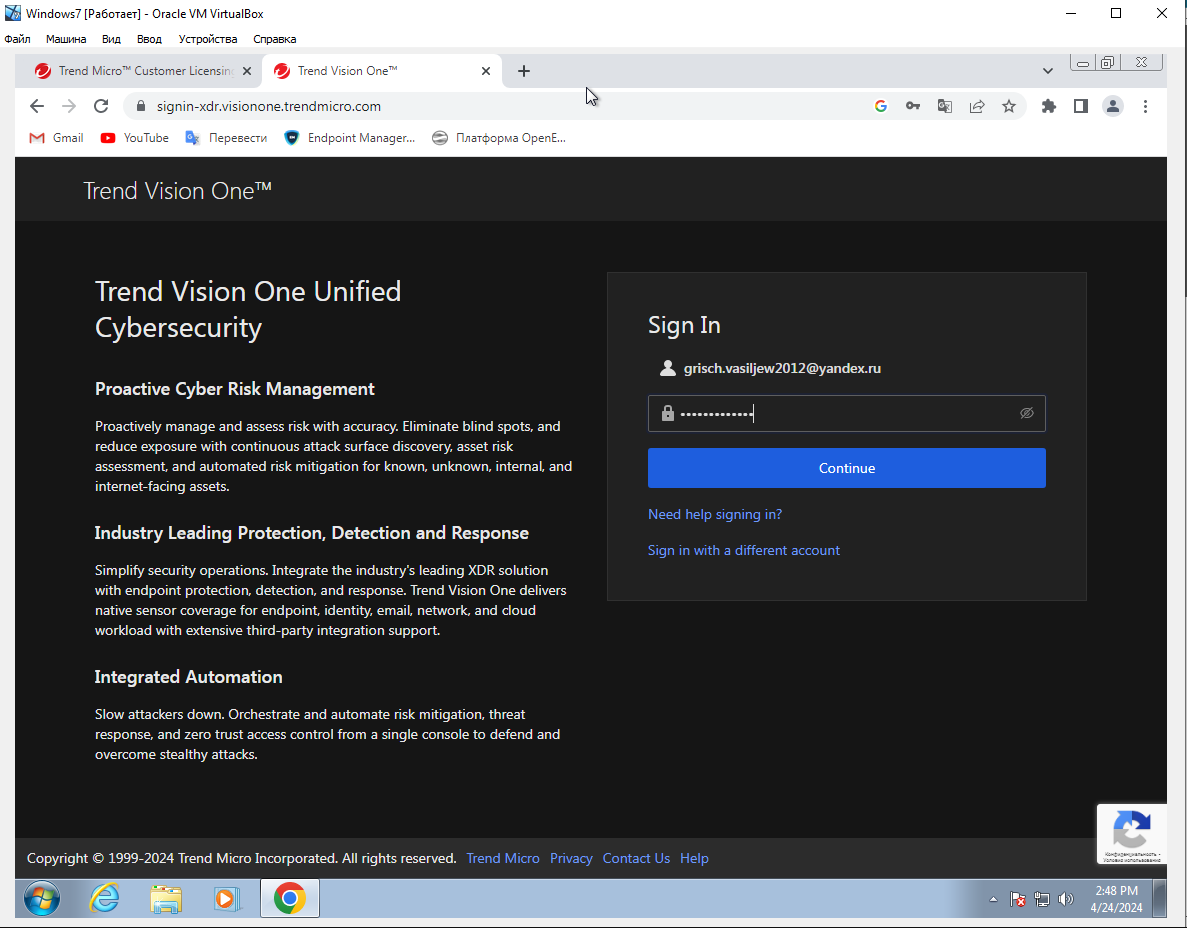 Windows7 [Работает] - Oracle VM VirtualBox
Файл Машина Вид Ввод Устройства Справка
Trend Micro™ Customer Licensin
Trend Vision One™
signin-xdr.visionone.trendmicro.com
Gmail YouTube Перевести Endpoint Manager... Платформа OpenE...
Trend Vision One™
Trend Vision One Unified
Cybersecurity
Proactive Cyber Risk Management
Proactively manage and assess risk with accuracy. Eliminate blind spots, and
reduce exposure with continuous attack surface discovery, asset risk
assessment, and automated risk mitigation for known, unknown, internal, and
internet-facing assets.
Industry Leading Protection, Detection and Response
Simplify security operations. Integrate the industry's leading XDR solution
with endpoint protection, detection, and response. Trend Vision One delivers
native sensor coverage for endpoint, identity, email, network, and cloud
workload with extensive third-party integration support.
Integrated Automation
Slow attackers down. Orchestrate and automate risk mitigation, threat
response, and zero trust access control from a single console to defend and
overcome stealthy attacks.
Sign In
grisch.vasiljew2012@yandex.ru
•••••••••••••
Continue
Need help signing in?
Sign in with a different account
Конфиденциальность -
Условия использования
Copyright © 1999-2024 Trend Micro Incorporated. All rights reserved. Trend Micro Privacy Contact Us Help
2:48 PM
4/24/2024